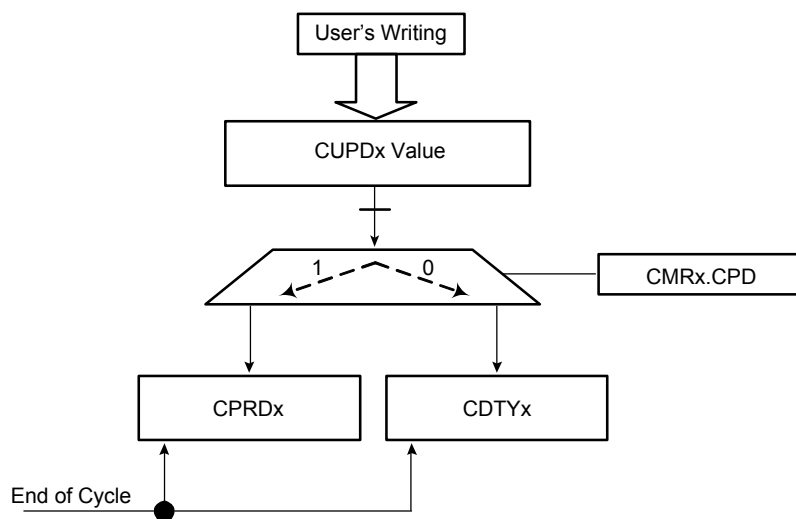 User's Writing
CUPDx Value
1
0
CMRx.CPD
CPRDx
CDTYx
End of Cycle